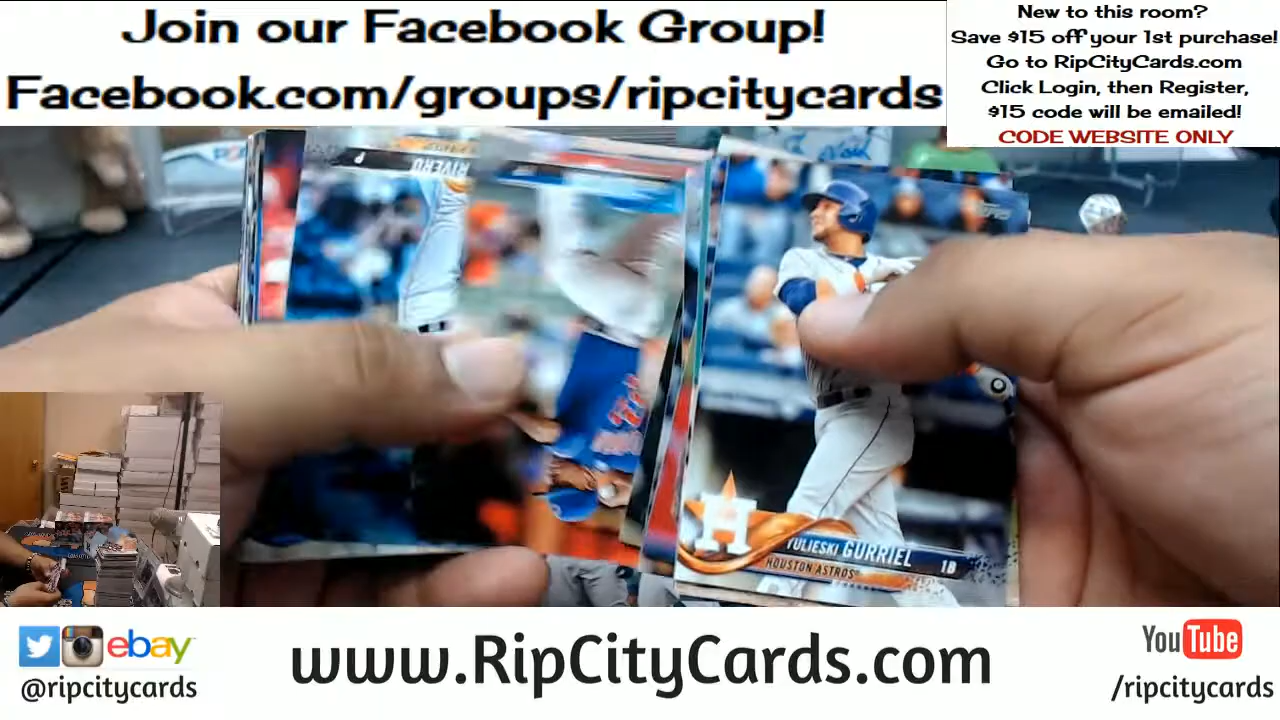 Join our Facebook Group!
Facebook.com/groups/ripcitycards
New to this room?
Save $15 off your 1st purchase!
Go to RipCityCards.com
Click Login, then Register,
$15 code will be emailed!
CODE WEBSITE ONLY
RIVERO
P
TOPPS
H
YULIESKI GURRIEL 1B
HOUSTON ASTROS
ebay
@ripcitycards
www.RipCityCards.com
YouTube
/ripcitycards